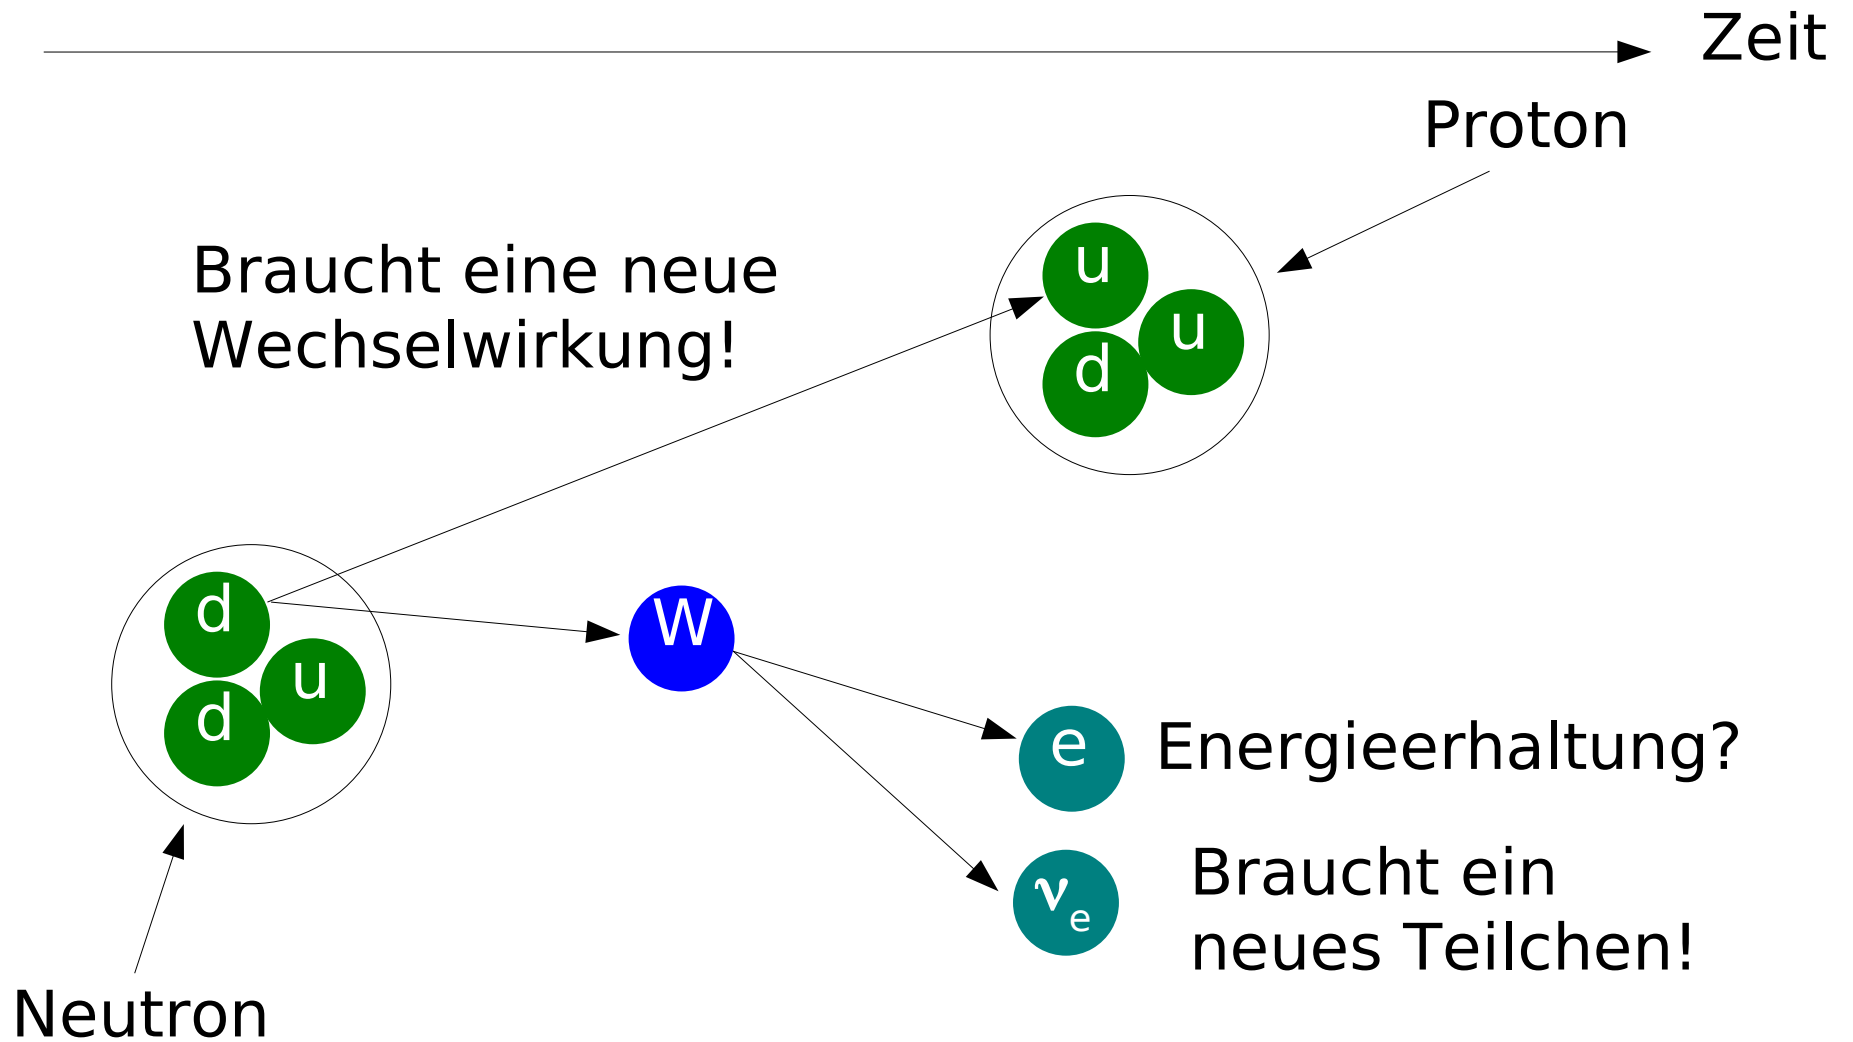 Zeit
Proton
Braucht eine neue
Wechselwirkung!
u
u
d
d
u
d
W
e
Energieerhaltung?
νe
Braucht ein
neues Teilchen!
Neutron